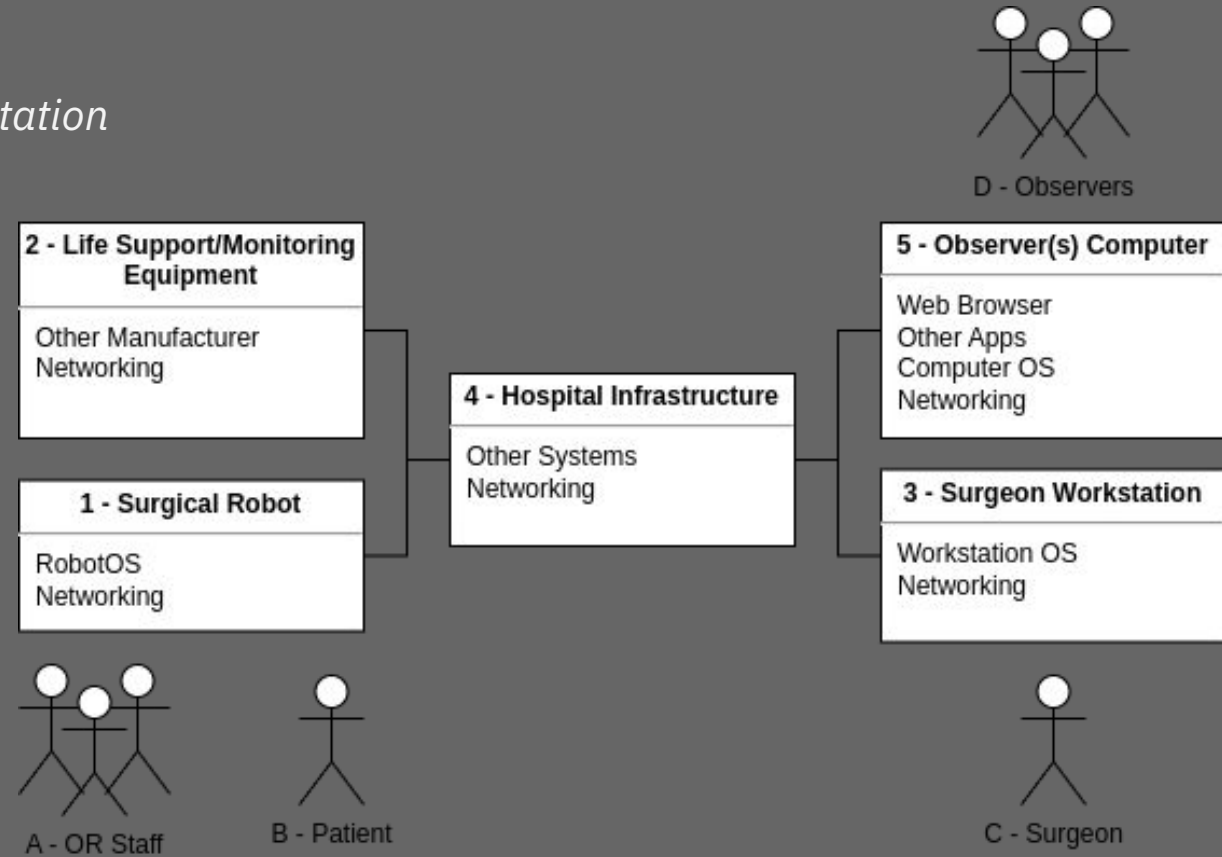 tation
D - Observers
2 - Life Support/Monitoring
Equipment
Other Manufacturer
Networking
1 - Surgical Robot
RobotOS
Networking
4 - Hospital Infrastructure
Other Systems
Networking
5 - Observer(s) Computer
Web Browser
Other Apps
Computer OS
Networking
3 - Surgeon Workstation
Workstation OS
Networking
A - OR Staff
B - Patient
C - Surgeon